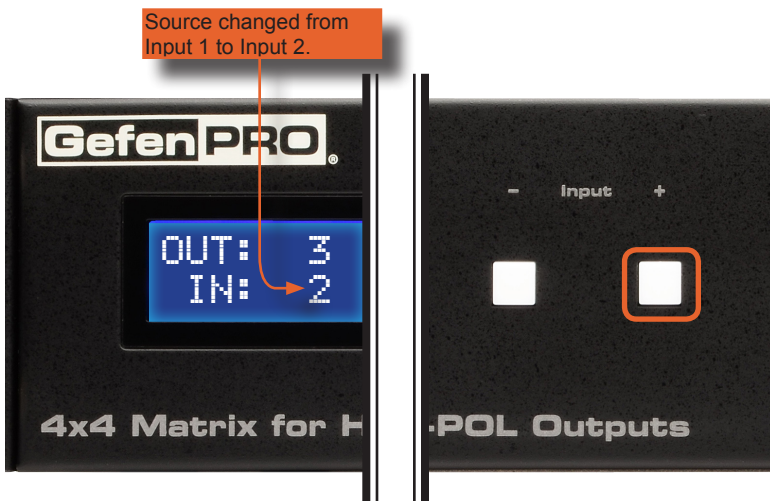 Source changed from
Input 1 to Input 2.
GefenPRO®
OUT: 3
IN: 2
- Input +
4x4 Matrix for H
-POL Outputs